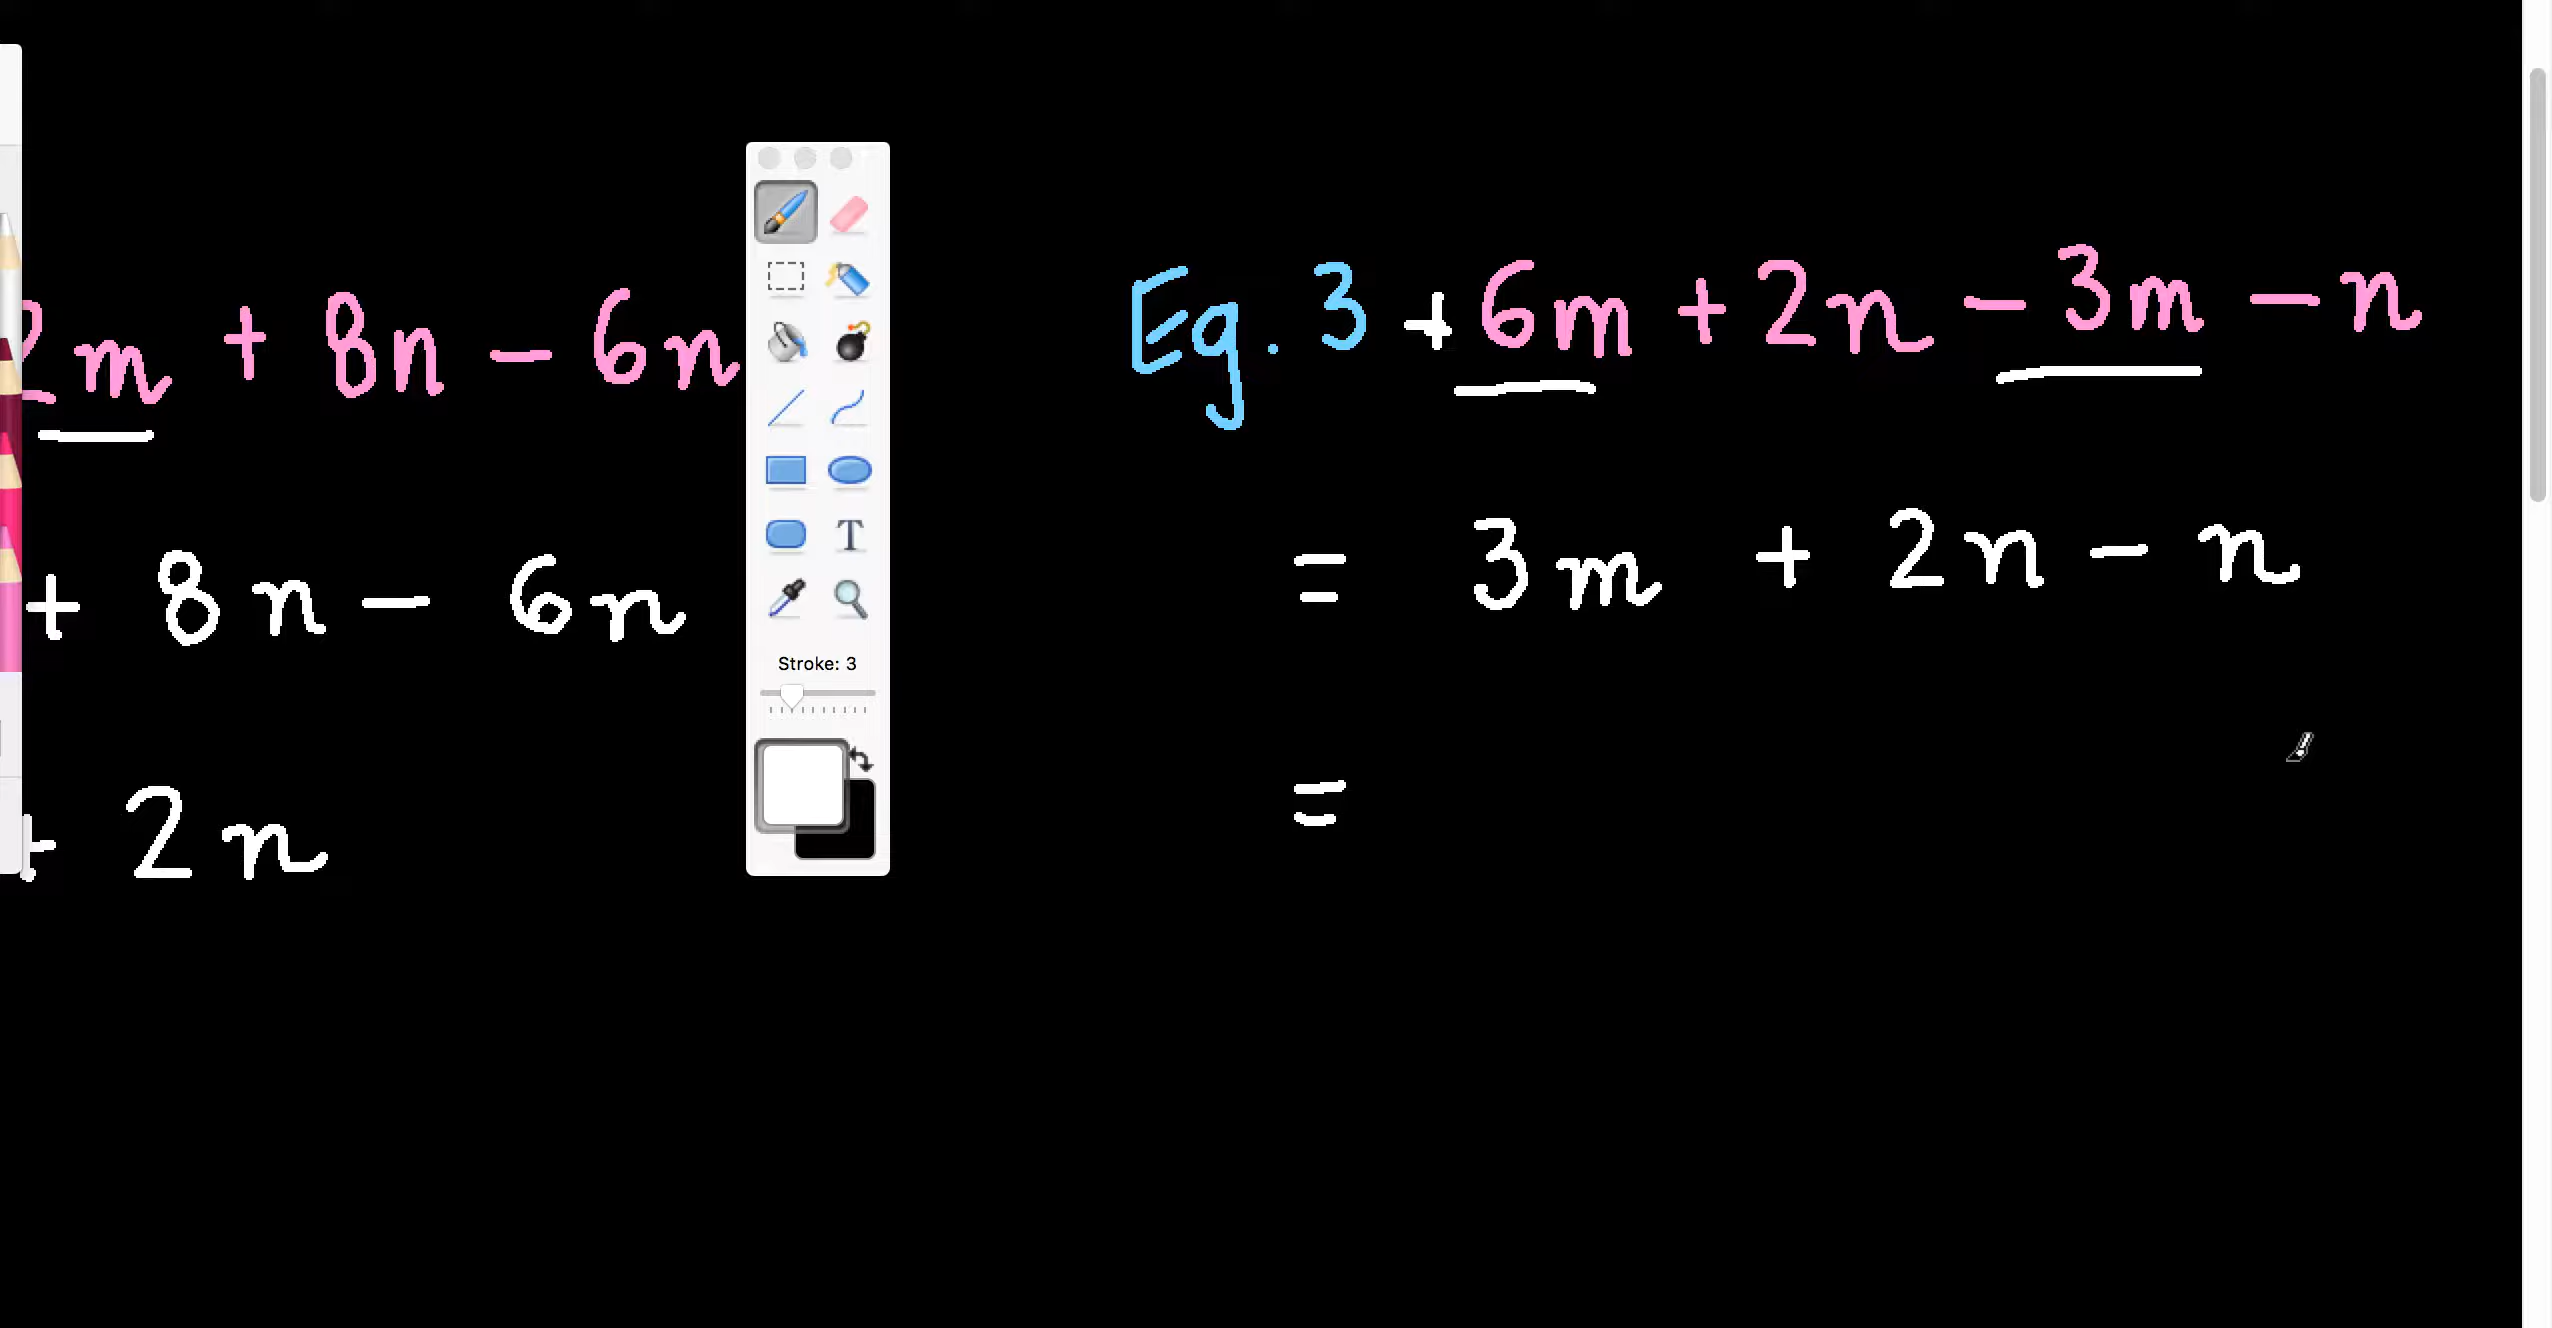 2m + 8n - 6n
+ 8n - 6n
+ 2n
T
Stroke: 3
Eg. 3 + 6m + 2n - 3m - n
= 3m + 2n - n
=